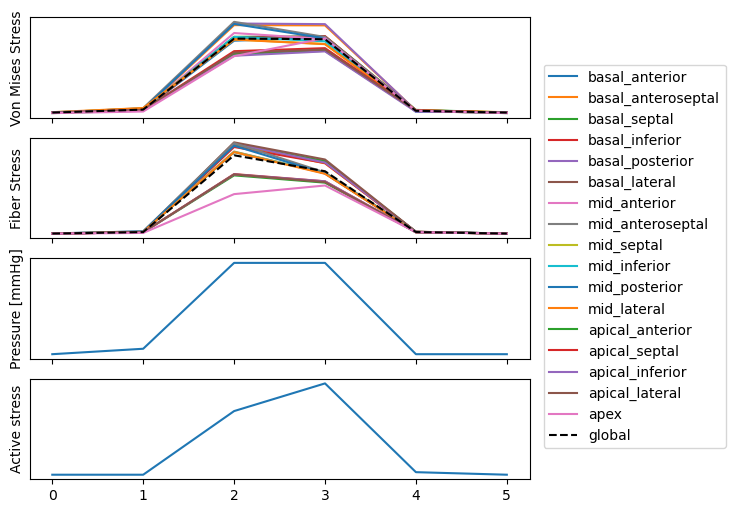 Von Mises Stress
Fiber Stress
Pressure [mmHg]
Active stress
0 1 2 3 4 5
basal_anterior
basal_anteroseptal
basal_septal
basal_inferior
basal_posterior
basal_lateral
mid_anterior
mid_anteroseptal
mid_septal
mid_inferior
mid_posterior
mid_lateral
apical_anterior
apical_septal
apical_inferior
apical_lateral
apex
global